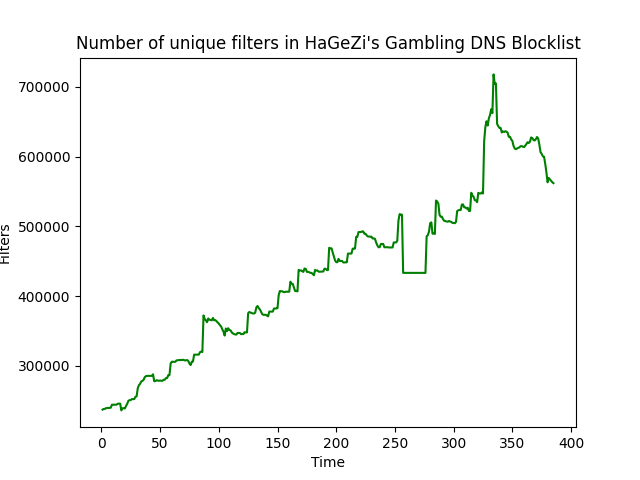 Number of unique filters in HaGeZi's Gambling DNS Blocklist
700000
600000
500000
400000
300000
Filters
0 50 100 150 200 250 300 350 400
Time